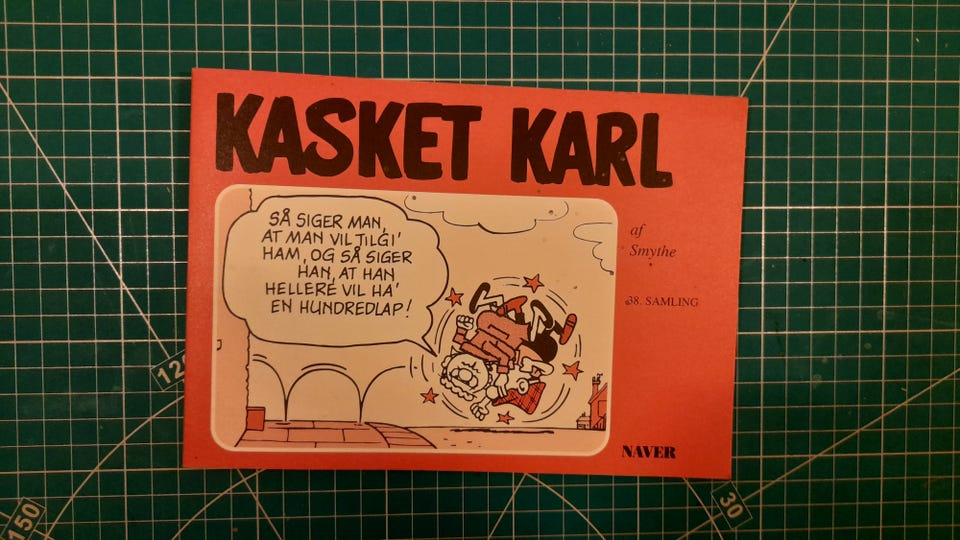 KASKET KARL
SÅ SIGER MAN,
AT MAN VIL TILGI'
HAM, OG SÅ SIGER
HAN, AT HAN
HELLERE VIL HA'
EN HUNDREDLAP!
af
Smythe
38. SAMLING
NAVER
120
150
30